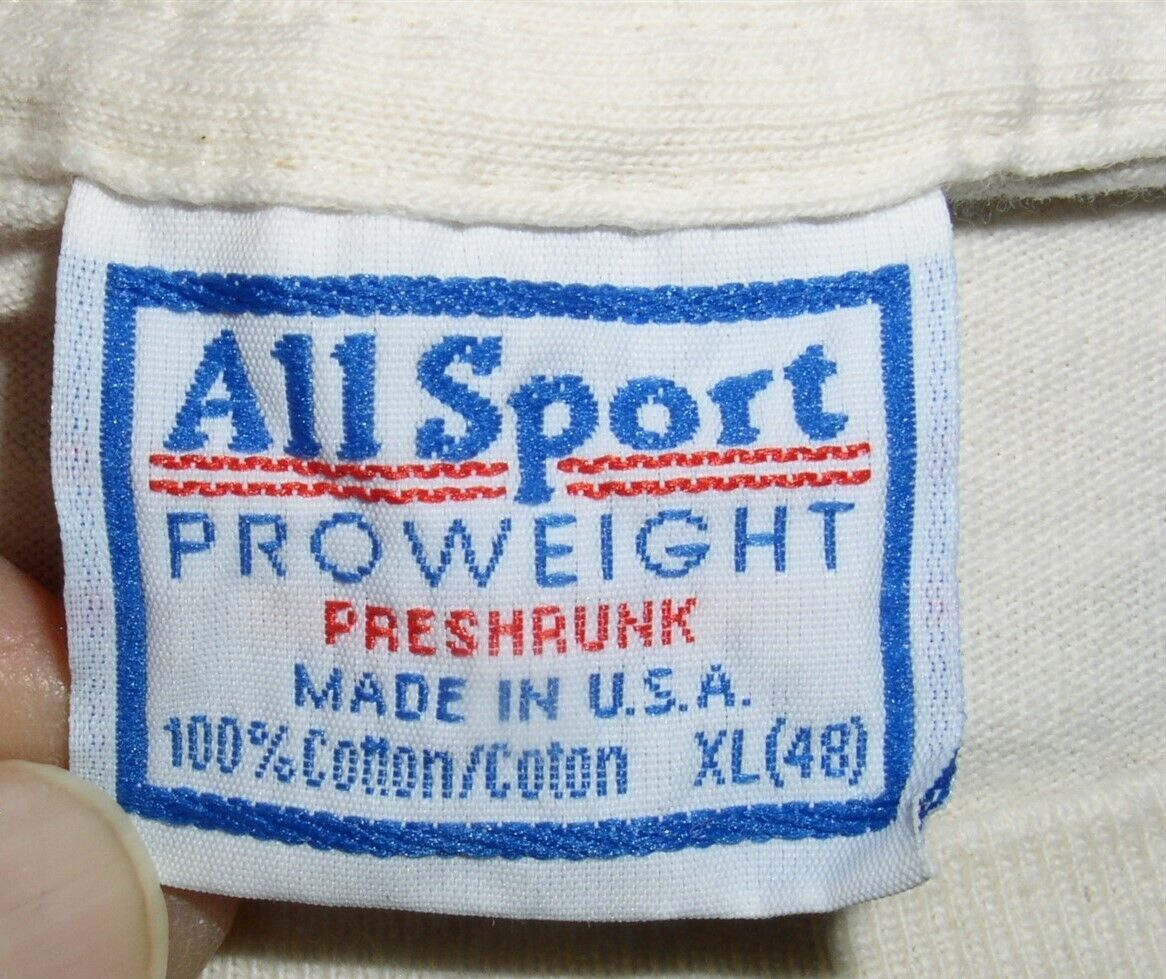 All Sport
PROWEIGHT
PRESHRUNK
MADE IN U.S.A.
100% Cotton/Coton XL(48)